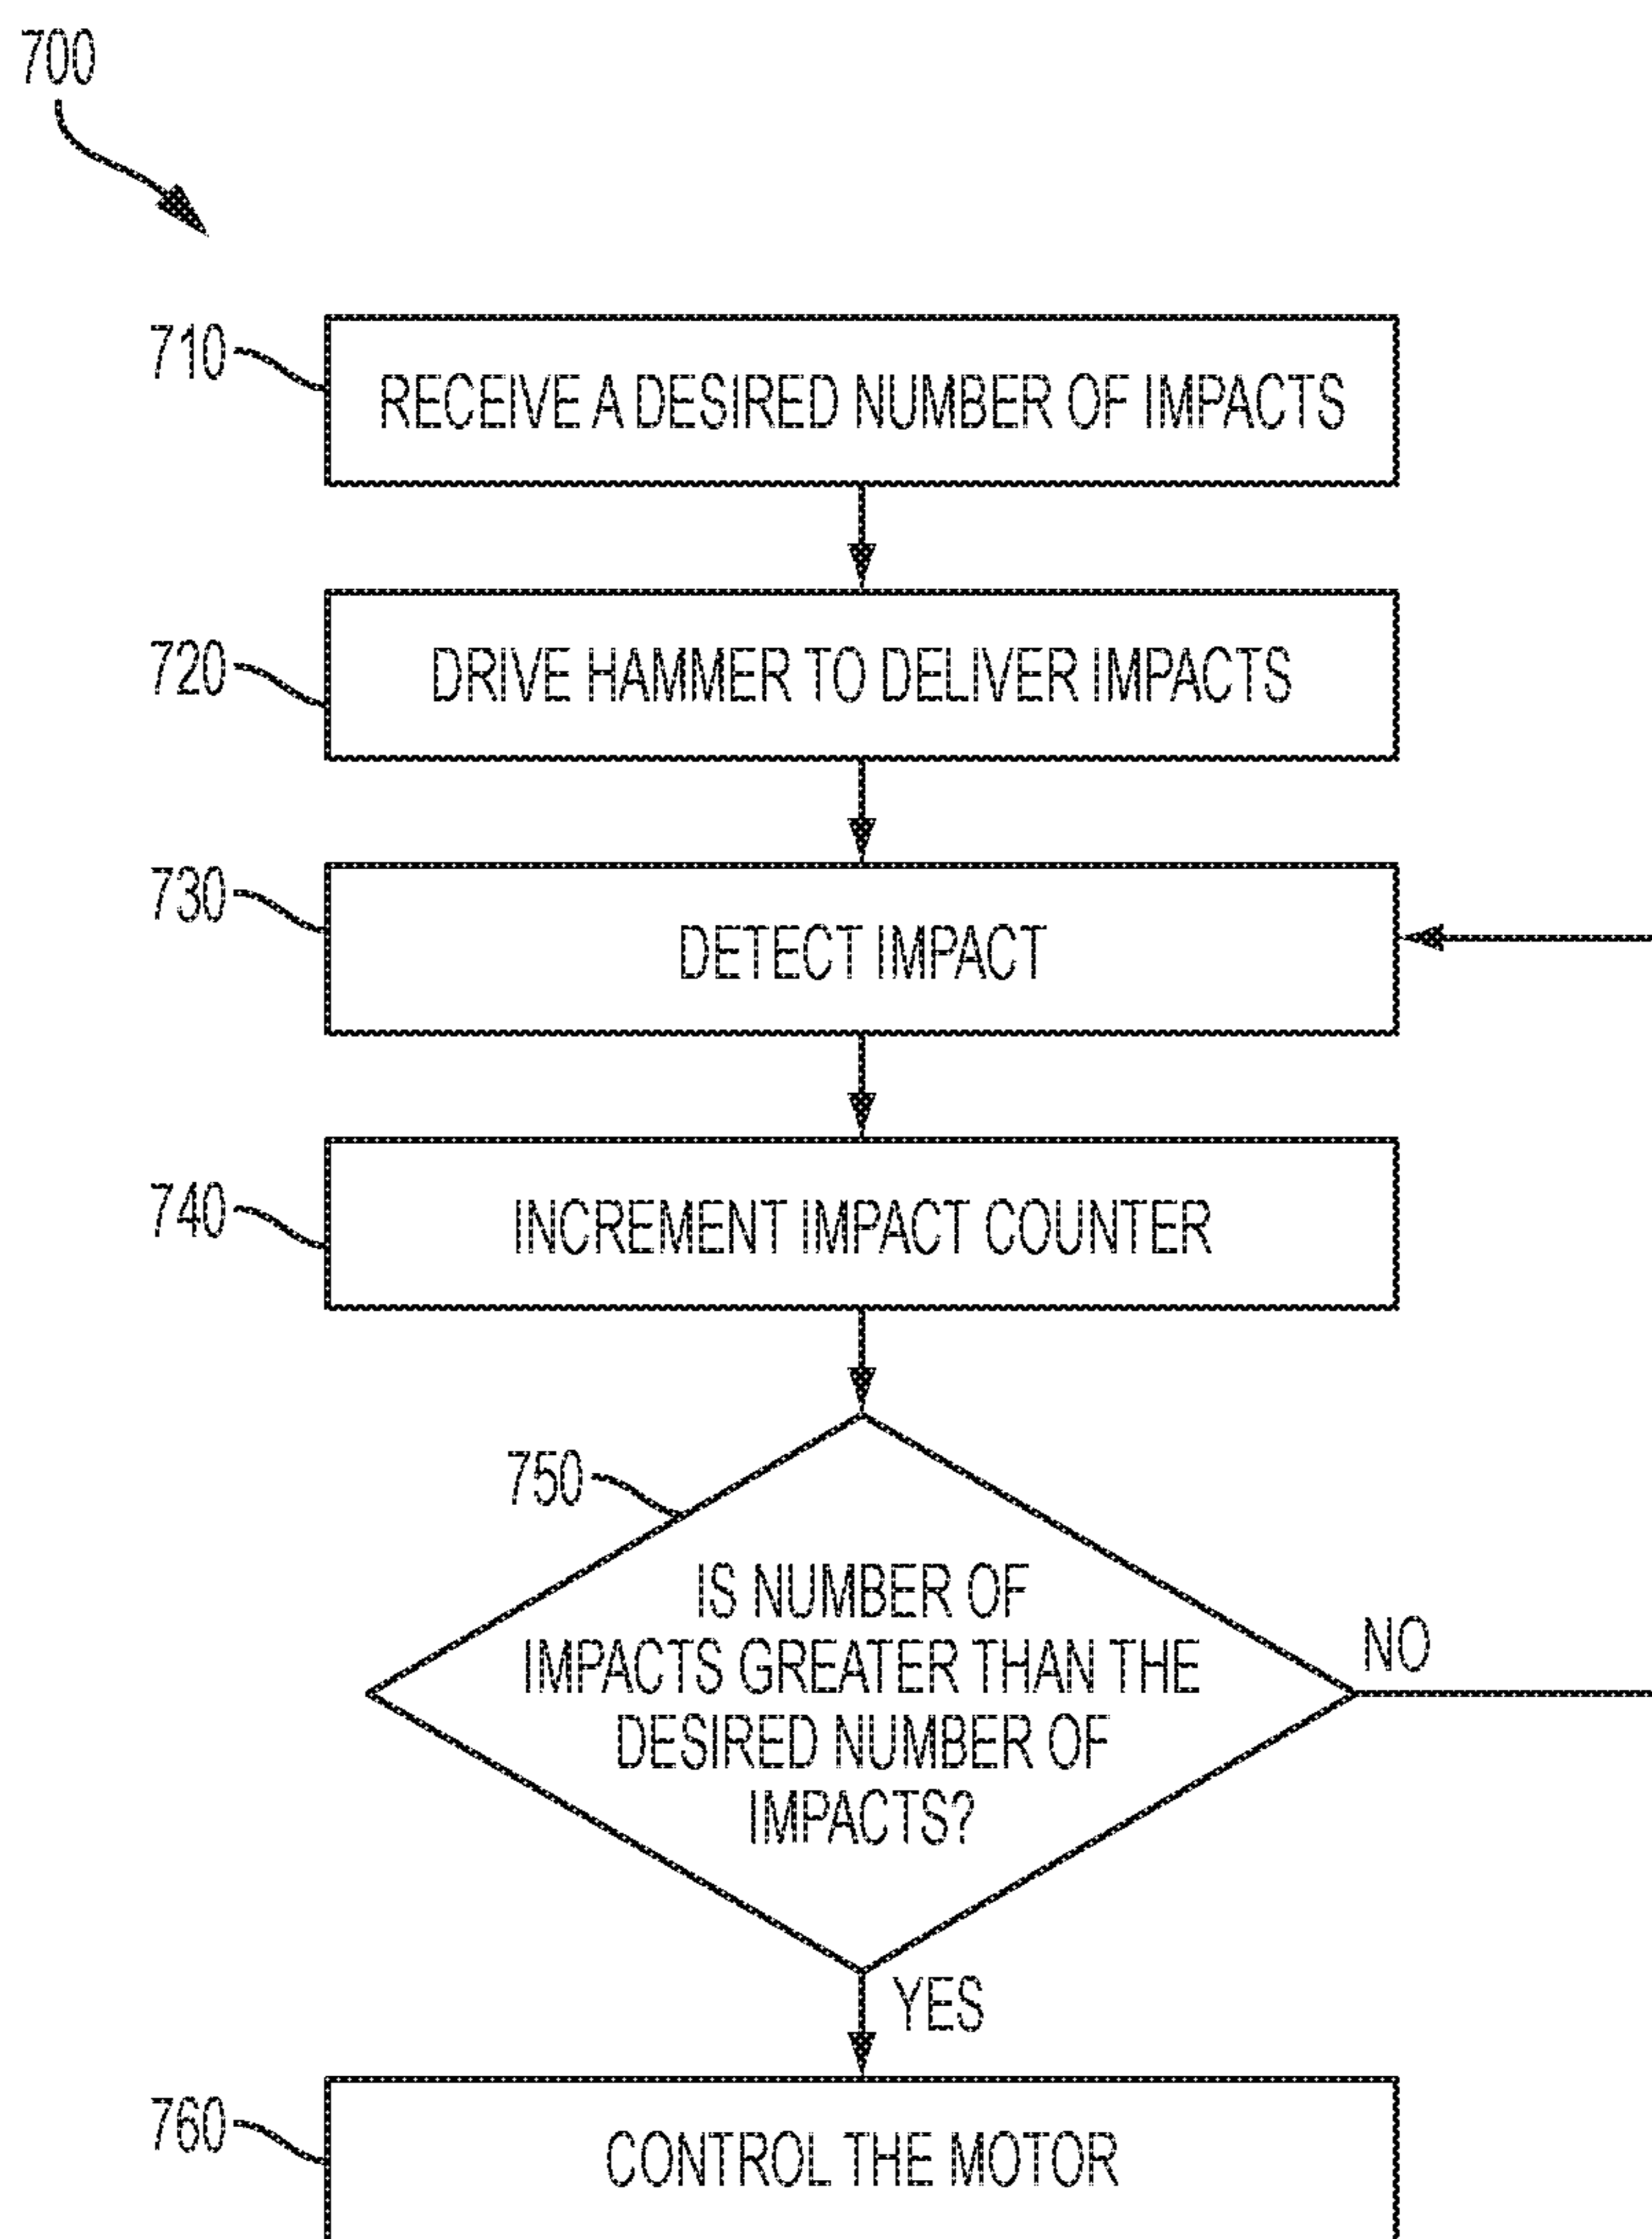 700
710
RECEIVE A DESIRED NUMBER OF IMPACTS
720
DRIVE HAMMER TO DELIVER IMPACTS
730
DETECT IMPACT
740
INCREMENT IMPACT COUNTER
750
IS NUMBER OF
IMPACTS GREATER THAN THE
DESIRED NUMBER OF
IMPACTS?
NO
YES
760
CONTROL THE MOTOR